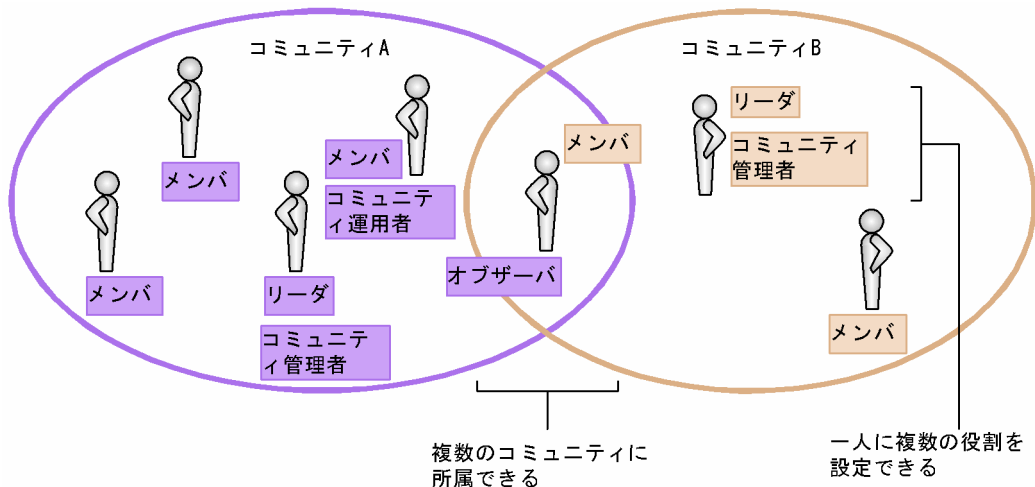 コミュニティA
コミュニティB
リーダ
メンバ
コミュニティ
管理者
メンバ
メンバ
コミュニテ
ィ運用者
メンバ
リーダ
オブザーバ
コミュニテ
ィ管理者
メンバ
複数のコミュニティに
所属できる
一人に複数の役割を
設定できる